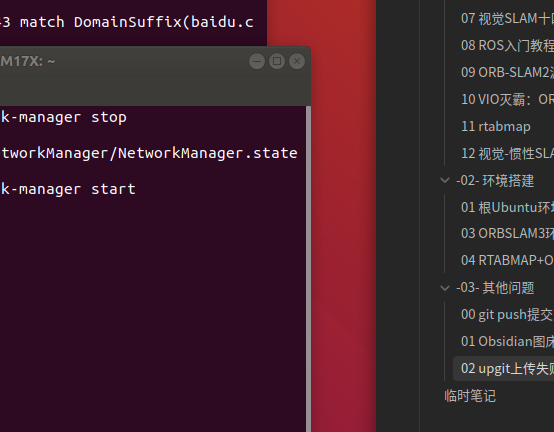 3 match DomainSuffix(baidu.c
M17X: ~
k-manager stop
tworkManager/NetworkManager.state
k-manager start
07 视觉SLAM十
08 ROS入门教程
09 ORB-SLAM2
10 VIO灭霸：OR
11 rtabmap
12 视觉-惯性SLA
-02- 环境搭建
01 根Ubuntu环
03 ORBSLAM3环
04 RTABMAP+O
-03- 其他问题
00 git push提交
01 Obsidian图床
02 upgit上传失败
临时笔记